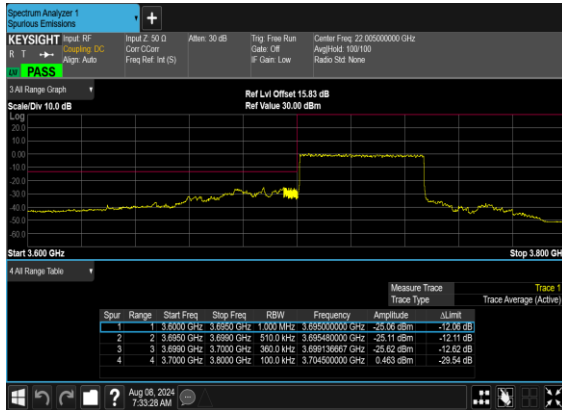 Spectrum Analyzer 1
Spurious Emissions
KEYSIGHT Input: RF Input Z: 50 Ω Atten: 30 dB Trig: Free Run Center Freq: 22.005000000 GHz
R T Coupling: DC Corr CCorr Gate: Off Avg|Hold: 100/100
Align: Auto Freq Ref: Int (S) IF Gain: Low Radio Std: None
LU PASS
3 All Range Graph
Ref Lvl Offset 15.83 dB
Scale/Div 10.0 dB Ref Value 30.00 dBm
Log
20.0
10.0
0.00
-10.0
-20.0
-30.0
-40.0
-50.0
-60.0
Start 3.600 GHz Stop 3.800 GH
4 All Range Table
Measure Trace Trace 1
Trace Type Trace Average (Active)
Spur Range Start Freq Stop Freq RBW Frequency Amplitude ΔLimit
1 1 3.6000 GHz 3.6950 GHz 1.000 MHz 3.695000000 GHz -25.06 dBm -12.06 dB
2 2 3.6950 GHz 3.6990 GHz 510.0 kHz 3.695480000 GHz -25.11 dBm -12.11 dB
3 3 3.6990 GHz 3.7000 GHz 360.0 kHz 3.699136667 GHz -25.62 dBm -12.62 dB
4 4 3.7000 GHz 3.8000 GHz 100.0 kHz 3.704500000 GHz 0.463 dBm -29.54 dB
Aug 08, 2024
7:33:28 AM